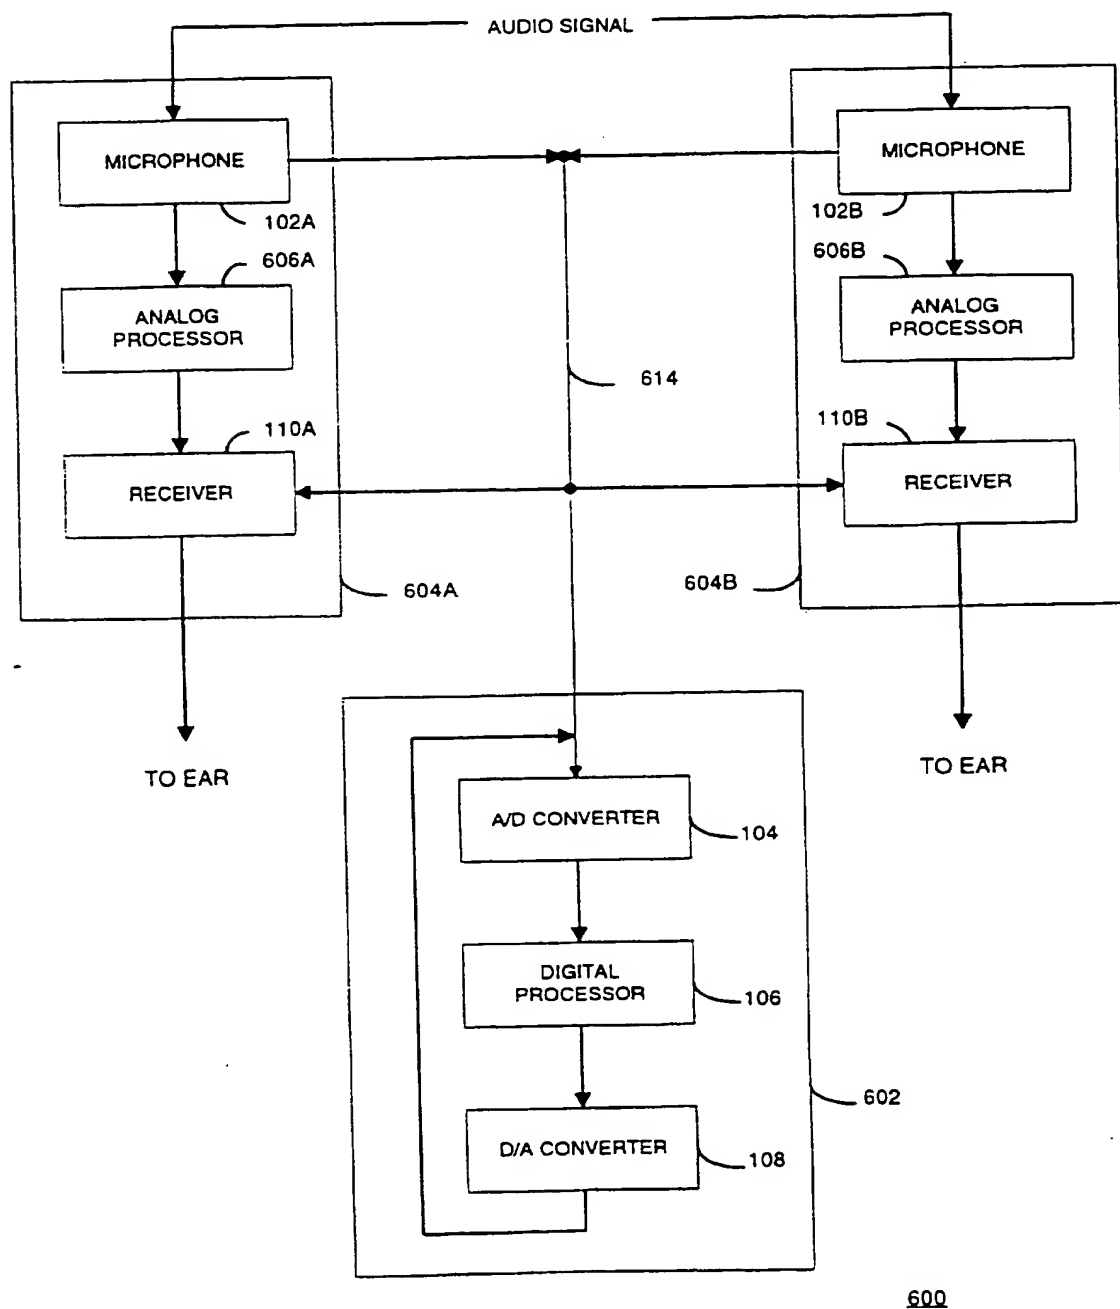 AUDIO SIGNAL
MICROPHONE
102A
606A
ANALOG
PROCESSOR
110A
RECEIVER
604A
TO EAR
614
MICROPHONE
102B
606B
ANALOG
PROCESSOR
110B
RECEIVER
604B
TO EAR
A/D CONVERTER
104
DIGITAL
PROCESSOR
106
D/A CONVERTER
108
602
600